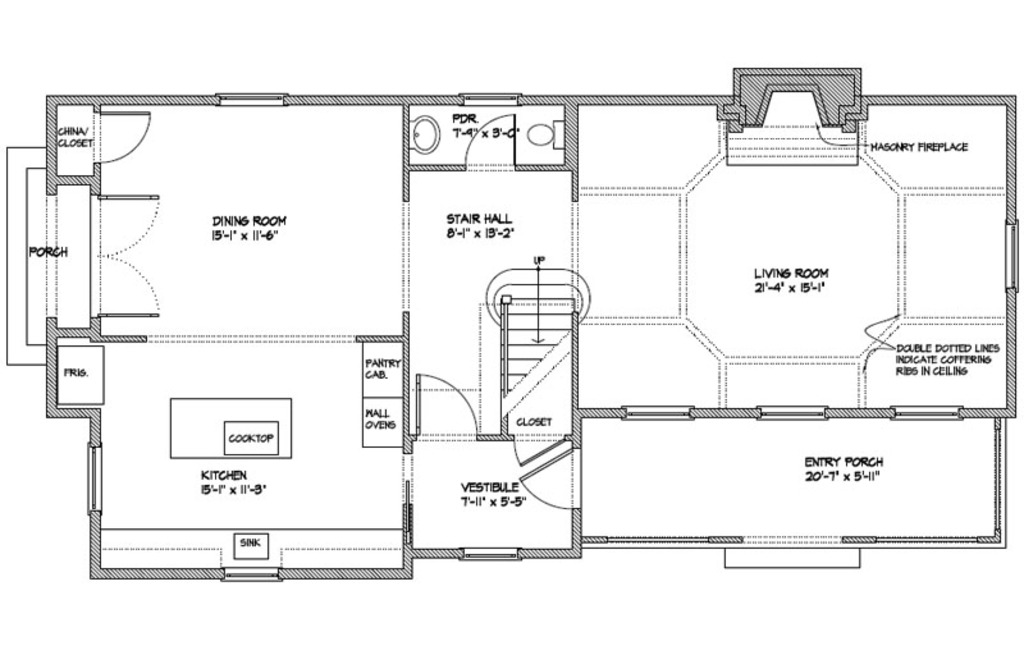 CHINA/
CLOSET
PDR.
7'-9" x 3'-0"
MASONRY FIREPLACE
DINING ROOM
15'-1" x 11'-6"
STAIR HALL
8'-1" x 13'-2"
PORCH
UP
LIVING ROOM
21'-4" x 15'-1"
DOUBLE DOTTED LINES
INDICATE COFFERING
RIBS IN CEILING
FRIG.
PANTRY
CAB.
WALL
OVENS
CLOSET
COOKTOP
KITCHEN
15'-1" x 11'-3"
VESTIBULE
7'-11" x 5'-5"
ENTRY PORCH
20'-7" x 5'-11"
SINK